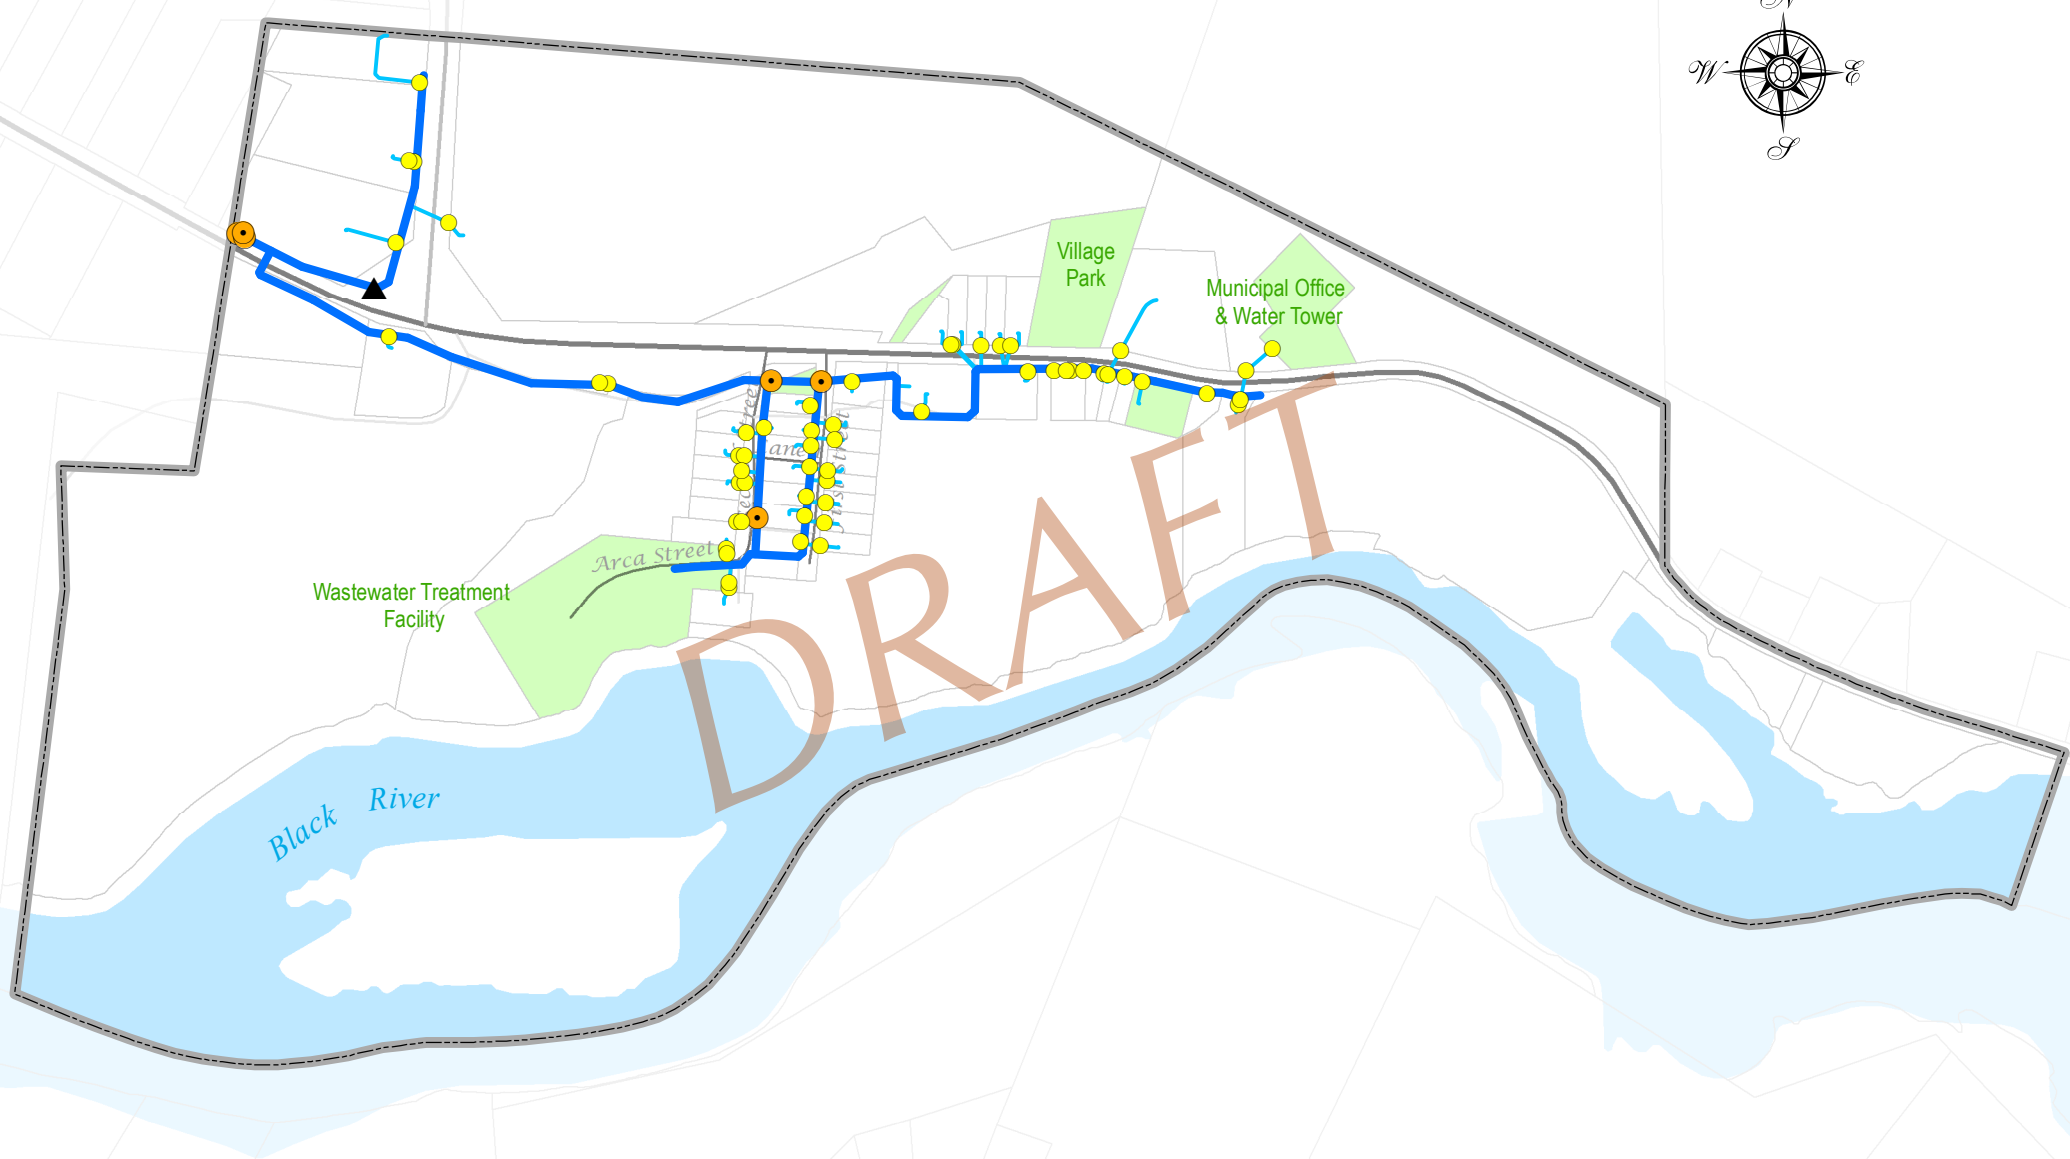 N
W
E
S
Village
Park
Municipal Office
& Water Tower
Arca Street
Wastewater Treatment
Facility
Black River
DRAFT